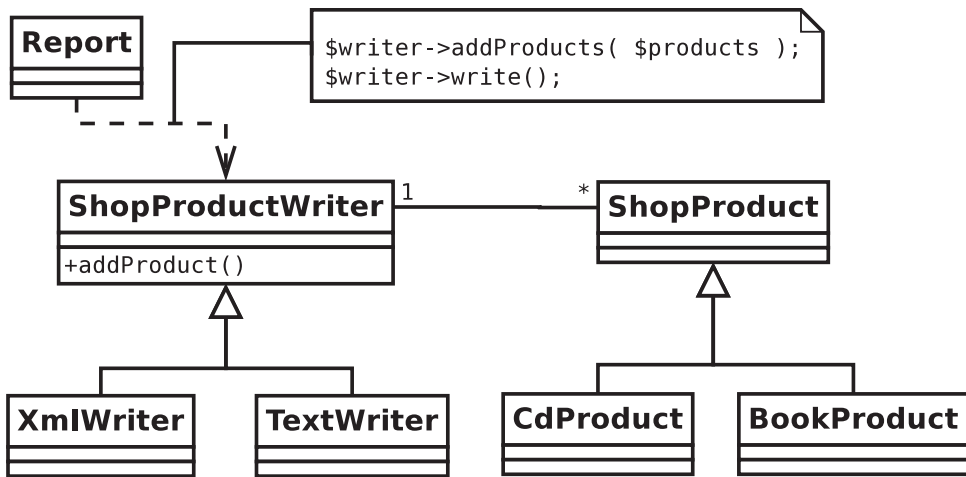 Report
$writer->addProducts( $products );
$writer->write();
ShopProductWriter
1
*
ShopProduct
+addProduct()
XmlWriter
TextWriter
CdProduct
BookProduct